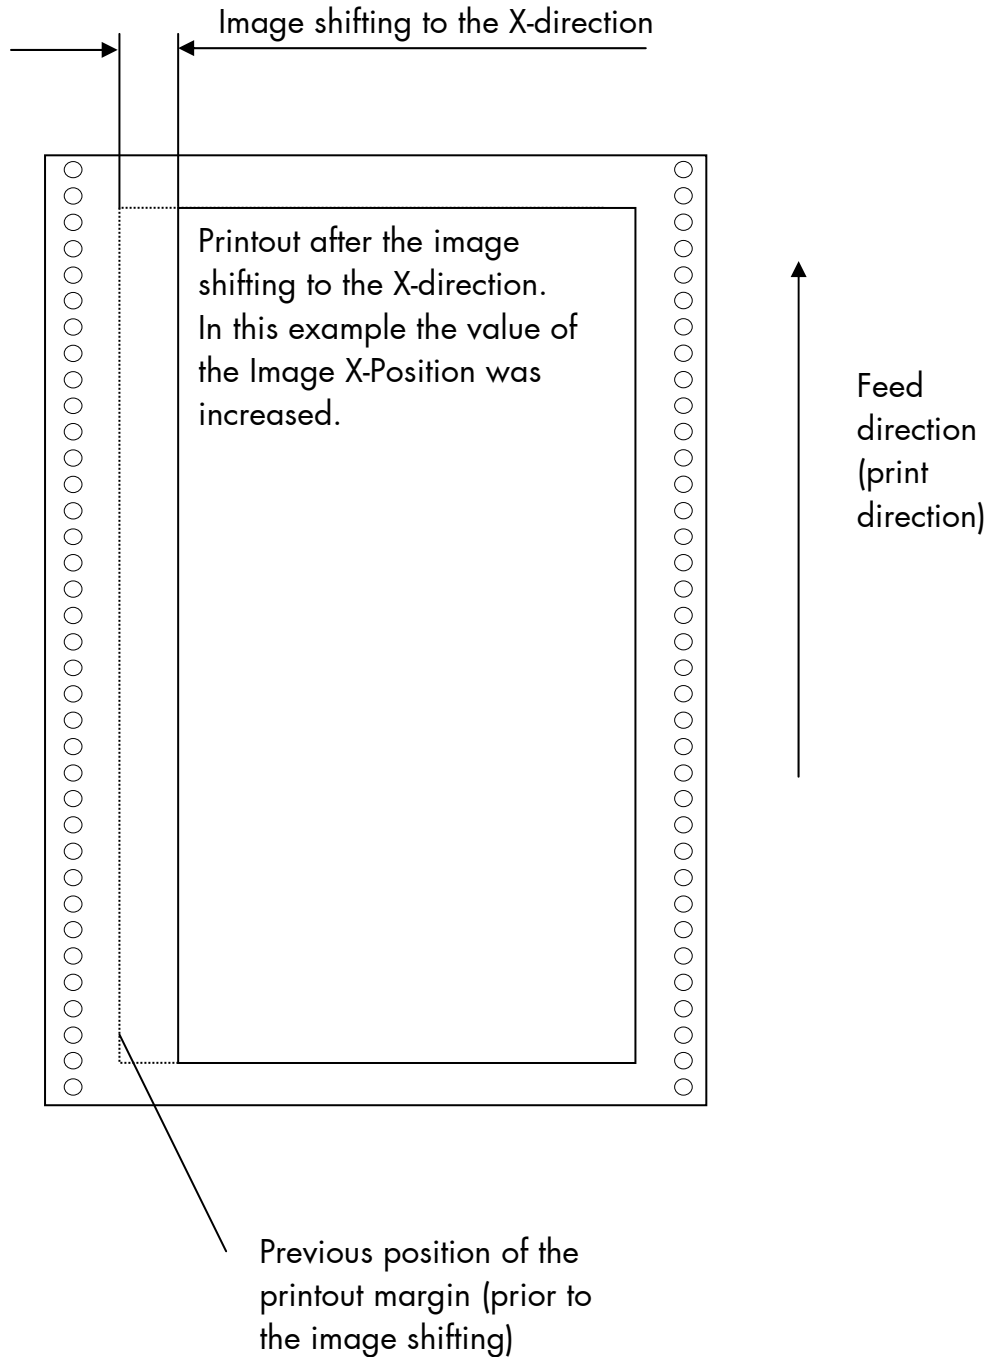 Image shifting to the X-direction
Printout after the image
shifting to the X-direction.
In this example the value of
the Image X-Position was
increased.
Feed
direction
(print
direction)
Previous position of the
printout margin (prior to
the image shifting)